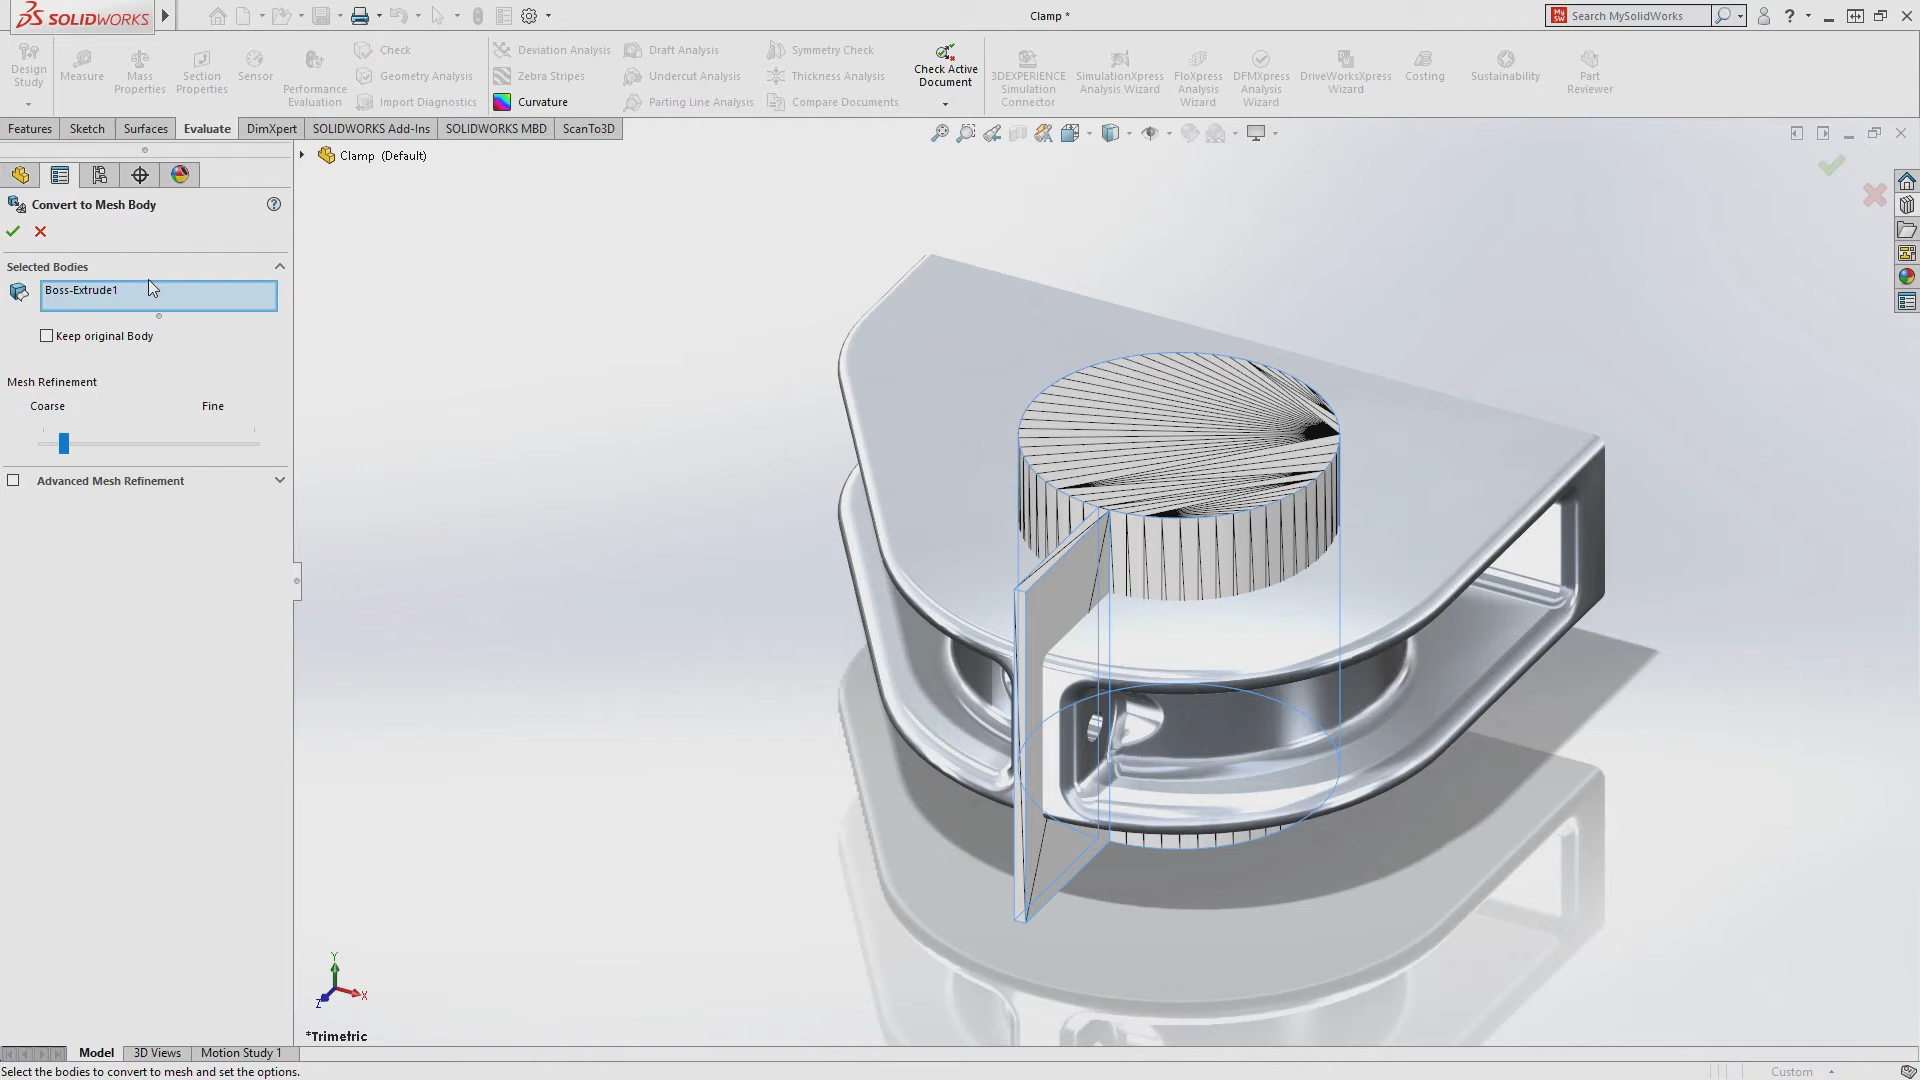 SOLIDWORKS
Clamp *
Search MySolidWorks
Design Study
Measure
Mass Properties
Section Properties
Sensor
Performance Evaluation
Check
Geometry Analysis
Import Diagnostics
Deviation Analysis
Zebra Stripes
Curvature
Draft Analysis
Undercut Analysis
Parting Line Analysis
Symmetry Check
Thickness Analysis
Compare Documents
Check Active Document
3DEXPERIENCE Simulation Connector
SimulationXpress Analysis Wizard
FloXpress Analysis Wizard
DFMXpress Analysis Wizard
DriveWorksXpress Wizard
Costing
Sustainability
Part Reviewer
Features
Sketch
Surfaces
Evaluate
DimXpert
SOLIDWORKS Add-Ins
SOLIDWORKS MBD
ScanTo3D
Clamp (Default)
Convert to Mesh Body
Selected Bodies
Boss-Extrude1
Keep original Body
Mesh Refinement
Coarse
Fine
Advanced Mesh Refinement
Y
X
Z
*Trimetric
Model
3D Views
Motion Study 1
Select the bodies to convert to mesh and set the options.
Custom